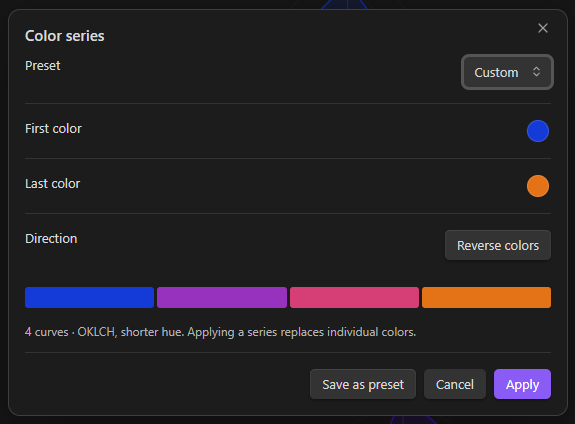 Color series
Preset
Custom
First color
Last color
Direction
Reverse colors
4 curves · OKLCH, shorter hue. Applying a series replaces individual colors.
Save as preset
Cancel
Apply